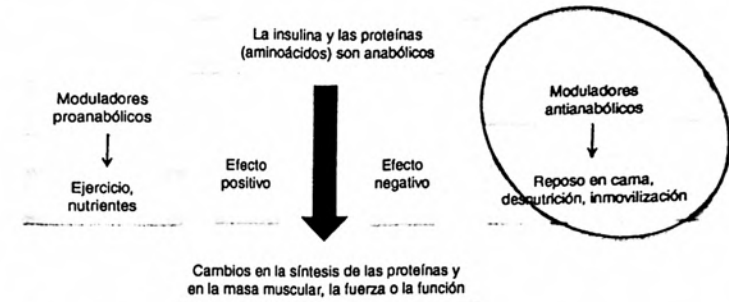 La insulina y las proteínas
(aminoácidos) son anabólicos
Moduladores
proanabólicos
Ejercicio,
nutrientes
Efecto
positivo
Efecto
negativo
Moduladores
antianabólicos
Reposo en cama,
desnutrición, inmovilización
Cambios en la síntesis de las proteínas y
en la masa muscular, la fuerza o la función